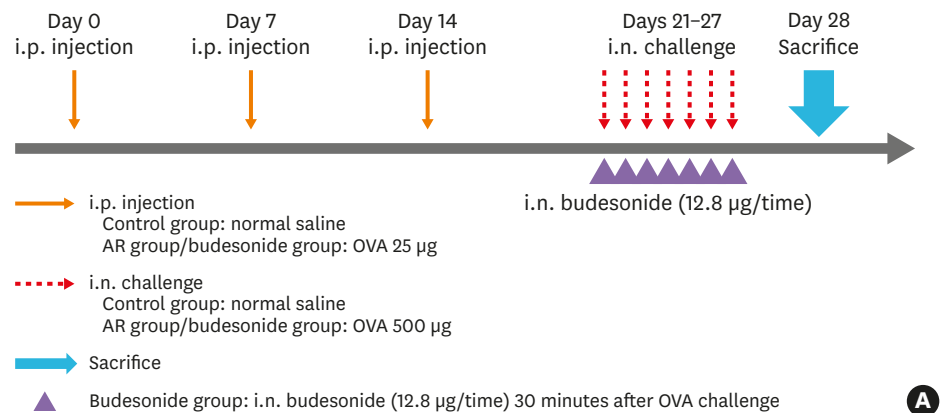 Day 0
i.p. injection
Day 7
i.p. injection
Day 14
i.p. injection
Days 21–27
i.n. challenge
Day 28
Sacrifice
i.n. budesonide (12.8 µg/time)
i.p. injection
Control group: normal saline
AR group/budesonide group: OVA 25 µg
i.n. challenge
Control group: normal saline
AR group/budesonide group: OVA 500 µg
Sacrifice
Budesonide group: i.n. budesonide (12.8 µg/time) 30 minutes after OVA challenge
A